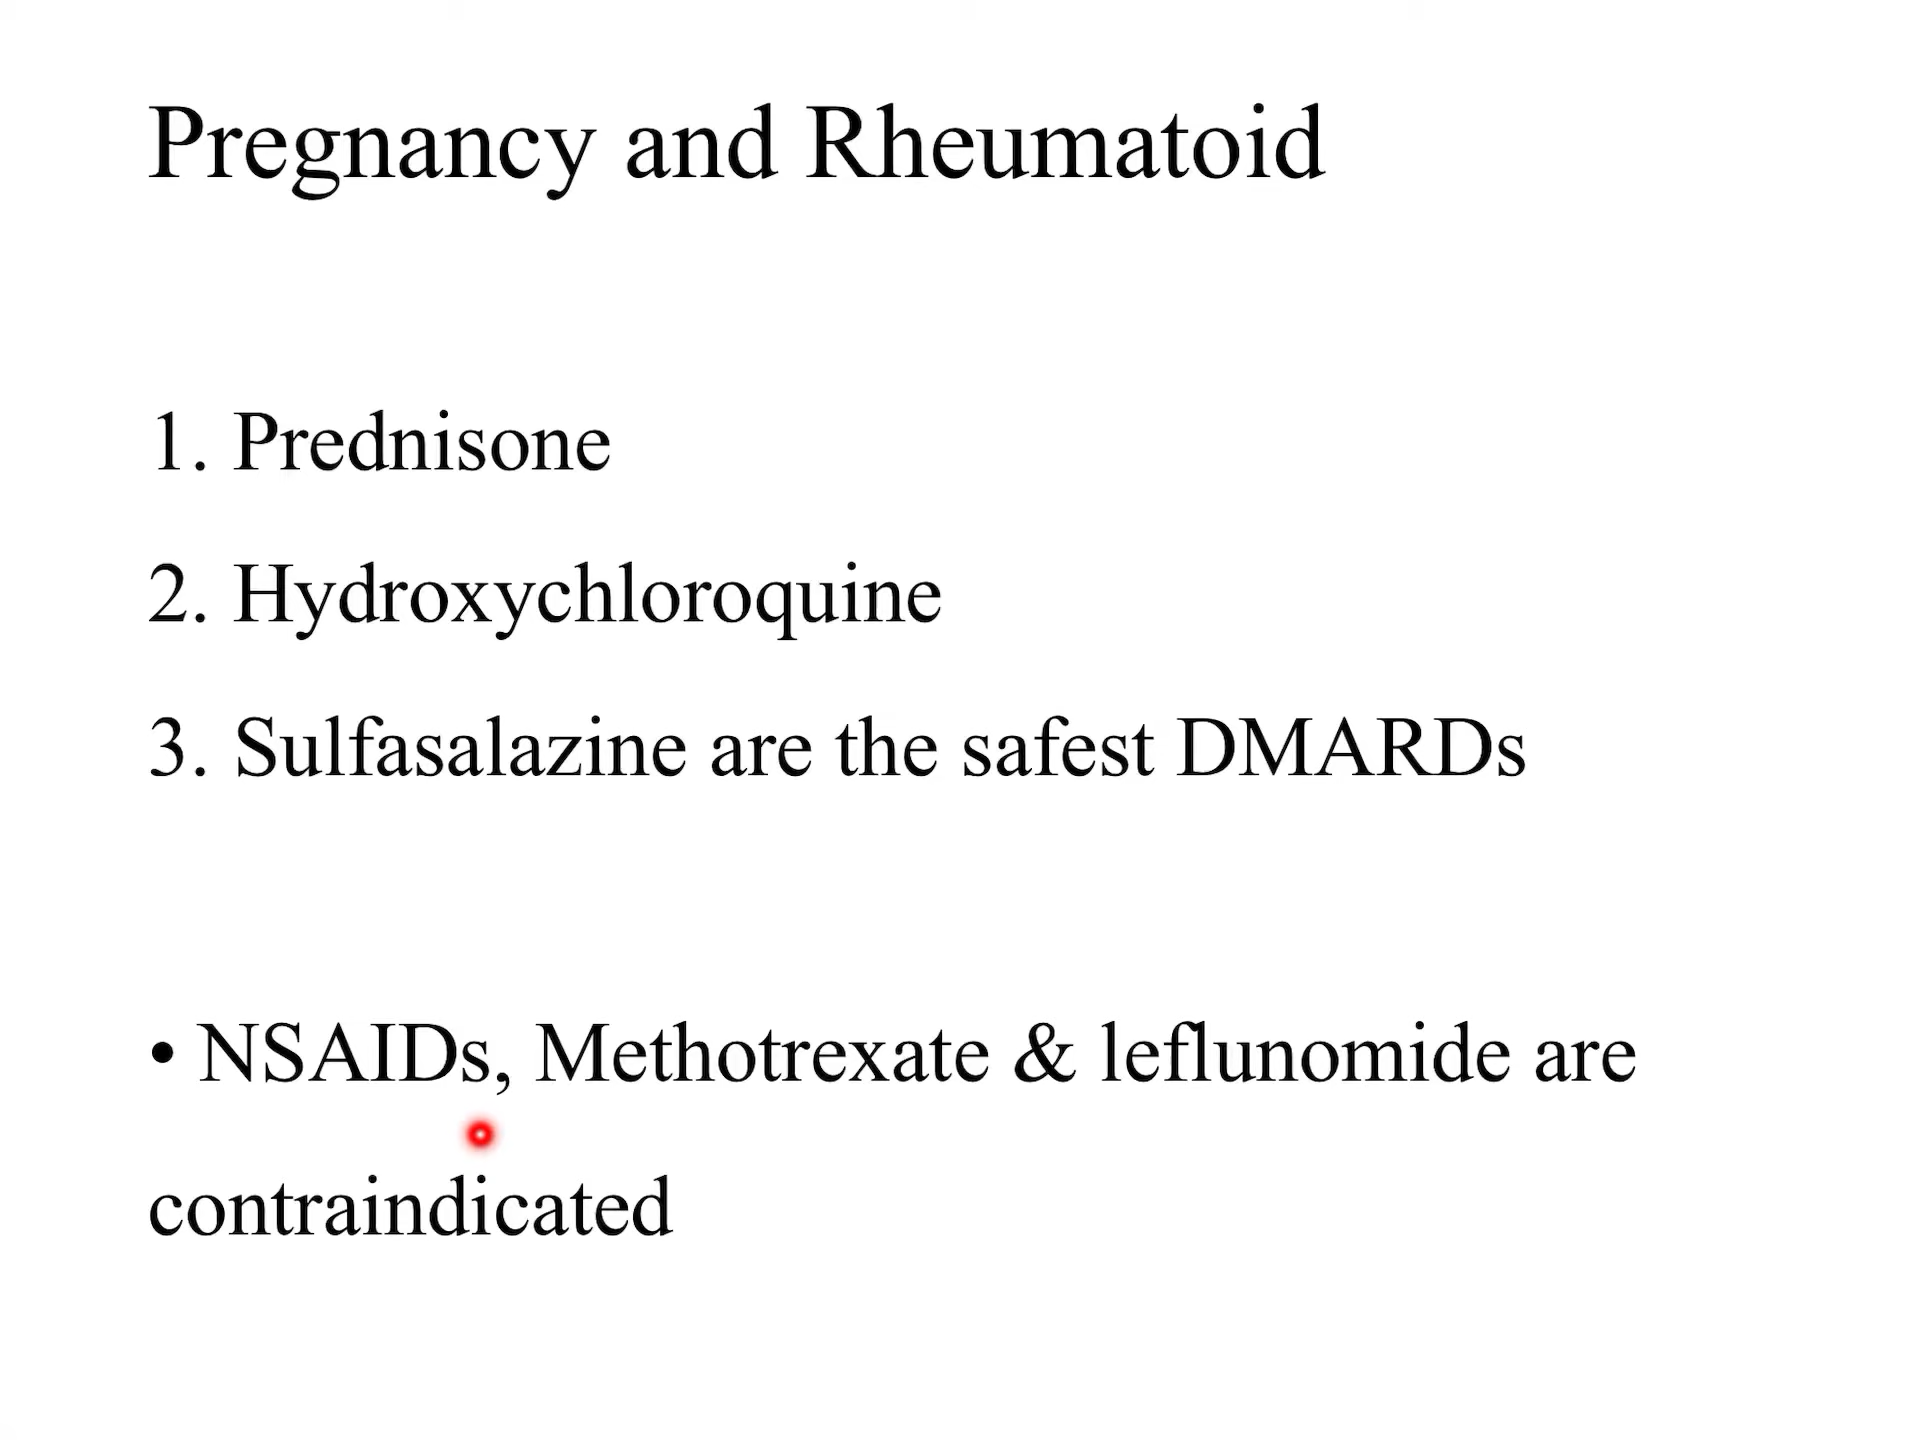 Pregnancy and Rheumatoid
1. Prednisone
2. Hydroxychloroquine
3. Sulfasalazine are the safest DMARDs
• NSAIDs, Methotrexate & leflunomide are
contraindicated